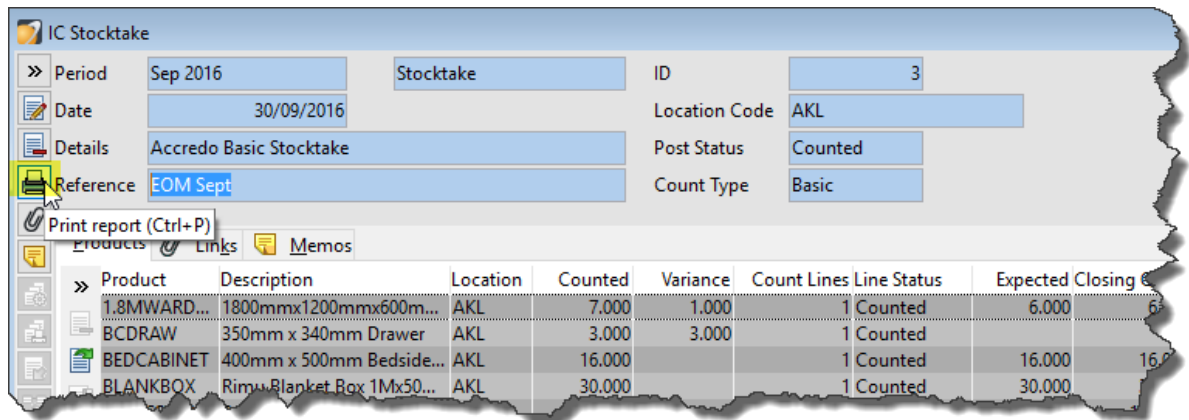 IC Stocktake
Period Sep 2016 Stocktake ID 3
Date 30/09/2016 Location Code AKL
Details Accredo Basic Stocktake Post Status Counted
Reference EOM Sept Count Type Basic
Print report (Ctrl+P)
Products Links Memos
Product Description Location Counted Variance Count Lines Line Status Expected Closing
1.8MWARD... 1800mmx1200mmx600m... AKL 7.000 1.000 1 Counted 6.000
BCDRAW 350mm x 340mm Drawer AKL 3.000 3.000 1 Counted
BEDCABINET 400mm x 500mm Bedside... AKL 16.000 1 Counted 16.000
BLANKBOX Rimu Blanket Box 1Mx50... AKL 30.000 1 Counted 30.000